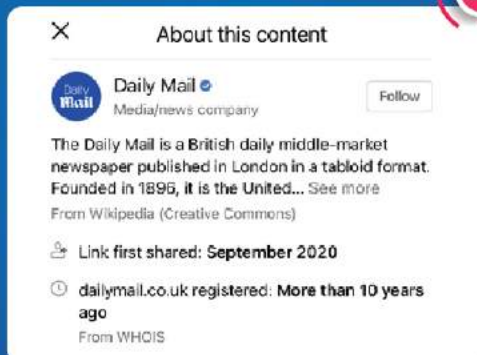 About this content
Daily Mail
Daily Mail
Media/news company
Follow
The Daily Mail is a British daily middle-market
newspaper published in London in a tabloid format.
Founded in 1896, it is the United... See more
From Wikipedia (Creative Commons)
Link first shared: September 2020
dailymail.co.uk registered: More than 10 years
ago
From WHOIS